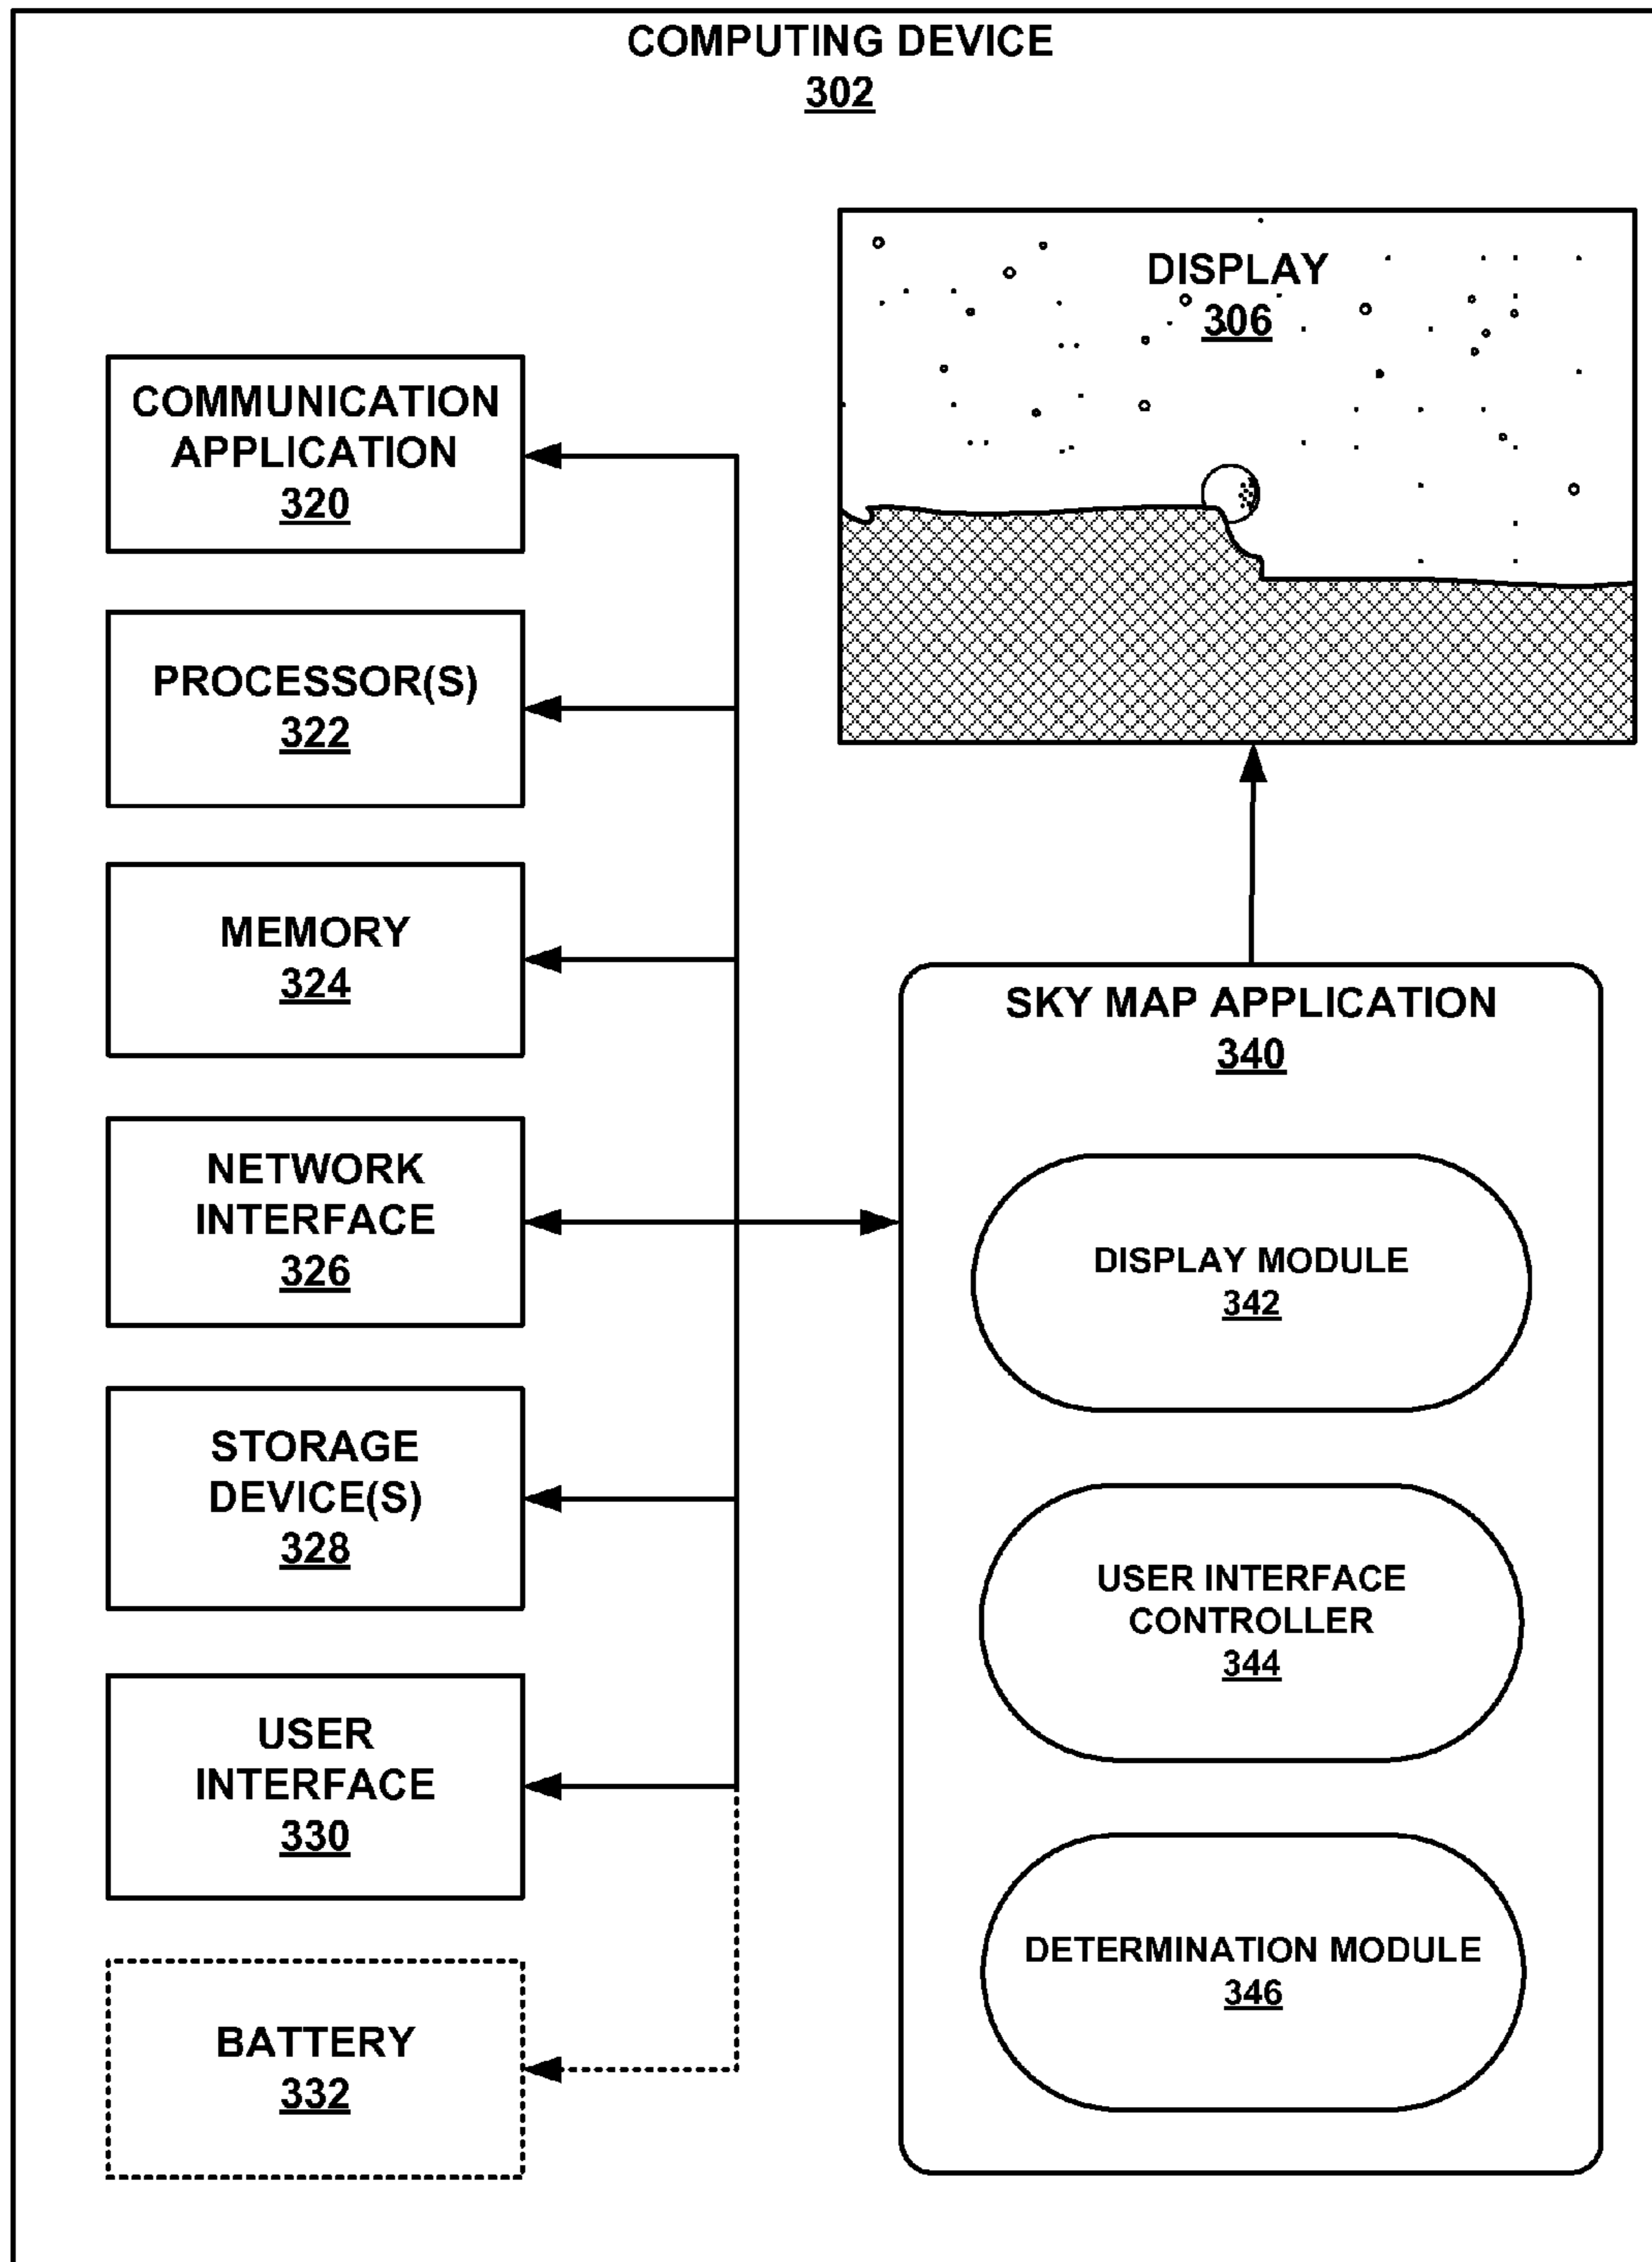 COMPUTING DEVICE
302
DISPLAY
306
COMMUNICATION
APPLICATION
320
PROCESSOR(S)
322
MEMORY
324
NETWORK
INTERFACE
326
STORAGE
DEVICE(S)
328
USER
INTERFACE
330
BATTERY
332
SKY MAP APPLICATION
340
DISPLAY MODULE
342
USER INTERFACE
CONTROLLER
344
DETERMINATION MODULE
346